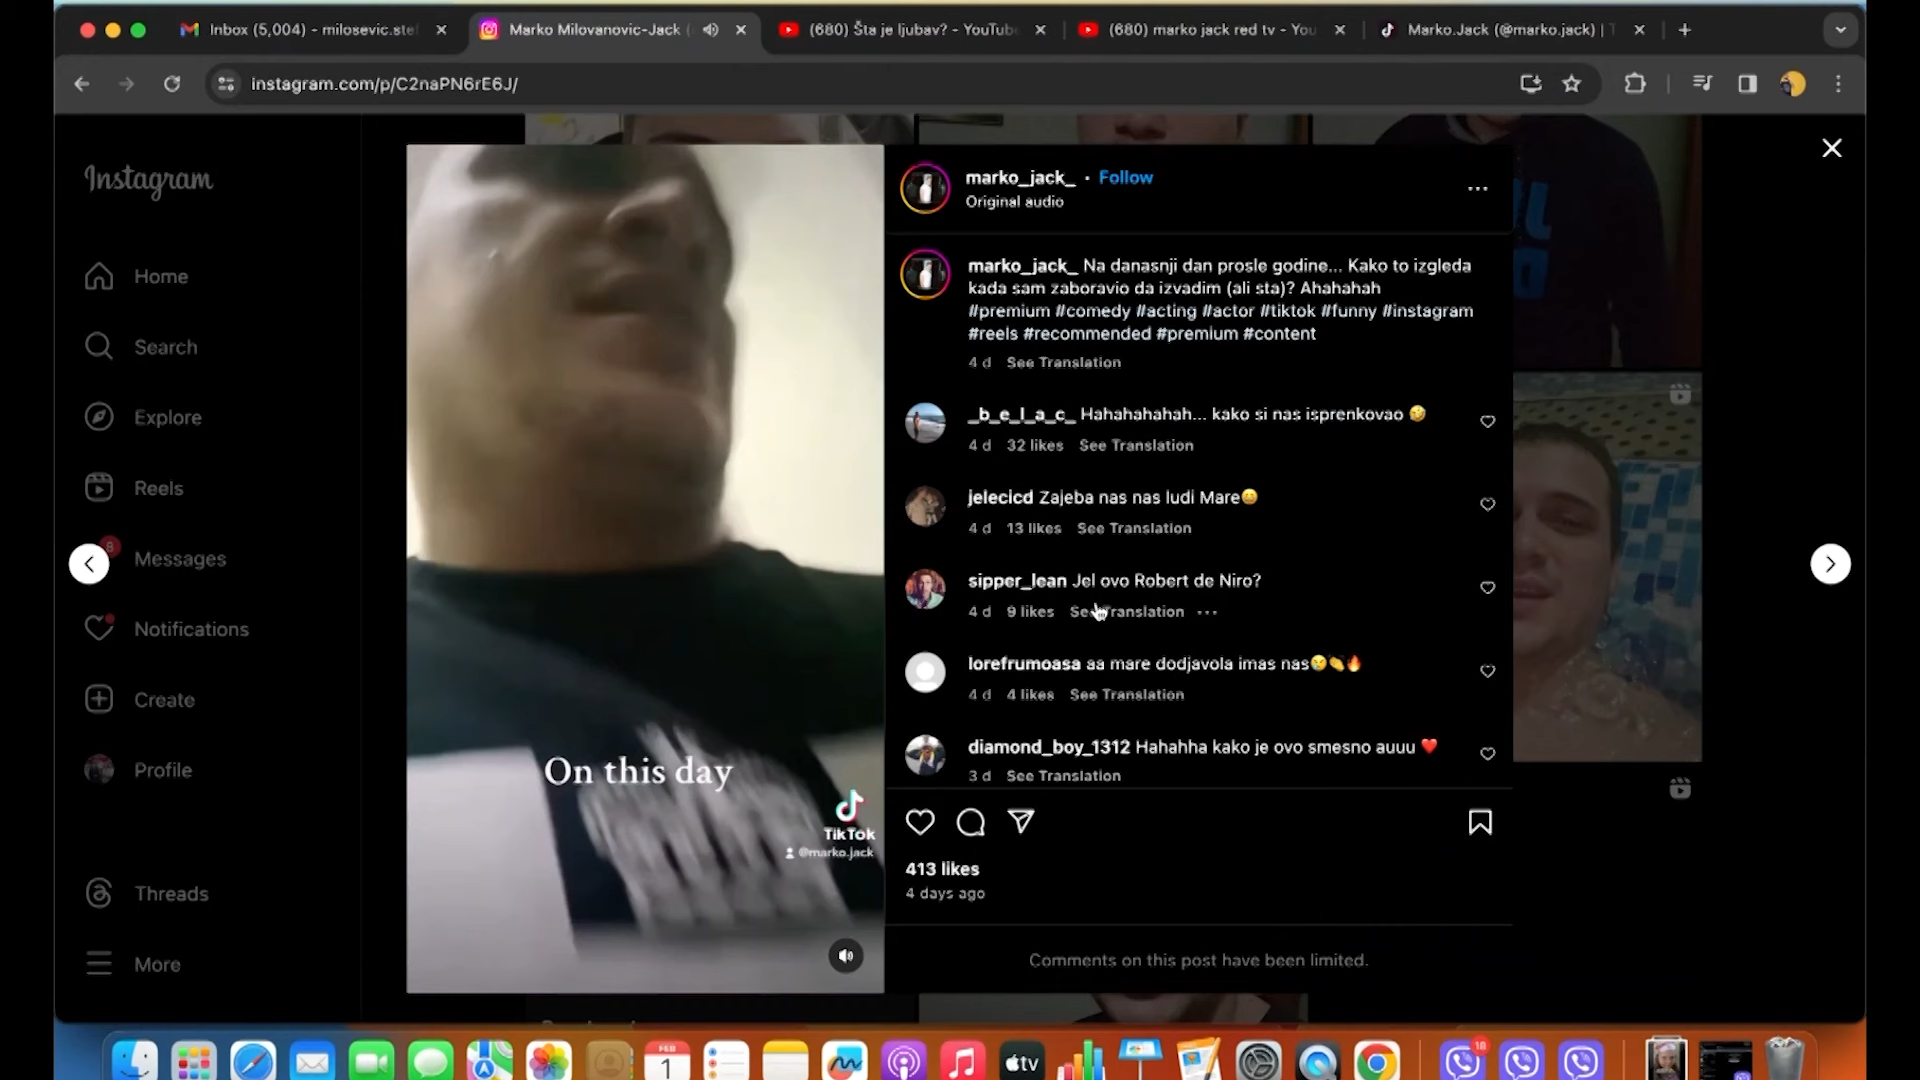 Inbox (5,004) - milosevic.ste
Marko Milovanovic-Jack (
(680) Šta je ljubav? - YouTube
(680) marko jack red tv - You
Marko.Jack (@marko.jack) | T
instagram.com/p/C2naPN6rE6J/
Instagram
Home
Search
Explore
Reels
8
Messages
Notifications
Create
Profile
Threads
More
On this day
TikTok
@marko.jack
marko_jack_ · Follow
Original audio
marko_jack_ Na danasnji dan prosle godine... Kako to izgleda
kada sam zaboravio da izvadim (ali sta)? Ahahahah
#premium #comedy #acting #actor #tiktok #funny #instagram
#reels #recommended #premium #content
4 d See Translation
_b_e_l_a_c_ Hahahahahah... kako si nas isprenkovao 🤣
4 d 32 likes See Translation
jelecicd Zajeba nas nas ludi Mare😄
4 d 13 likes See Translation
sipper_lean Jel ovo Robert de Niro?
4 d 9 likes See Translation ...
lorefrumoasa aa mare dodjavola imas nas😢👏🔥
4 d 4 likes See Translation
diamond_boy_1312 Hahahha kako je ovo smesno auuu ❤️
3 d See Translation
413 likes
4 days ago
Comments on this post have been limited.
FEB
1
tv
18